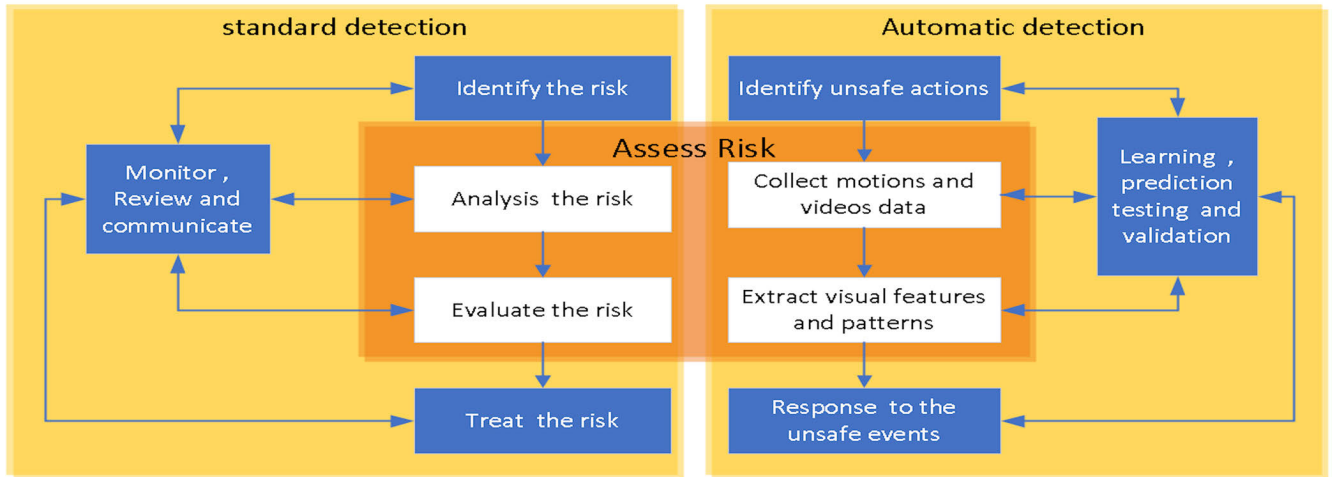 standard detection
Identify the risk
Monitor ,
Review and
communicate
Analysis the risk
Evaluate the risk
Treat the risk
Assess Risk
Automatic detection
Identify unsafe actions
Collect motions and
videos data
Extract visual features
and patterns
Response to the
unsafe events
Learning ,
prediction
testing and
validation